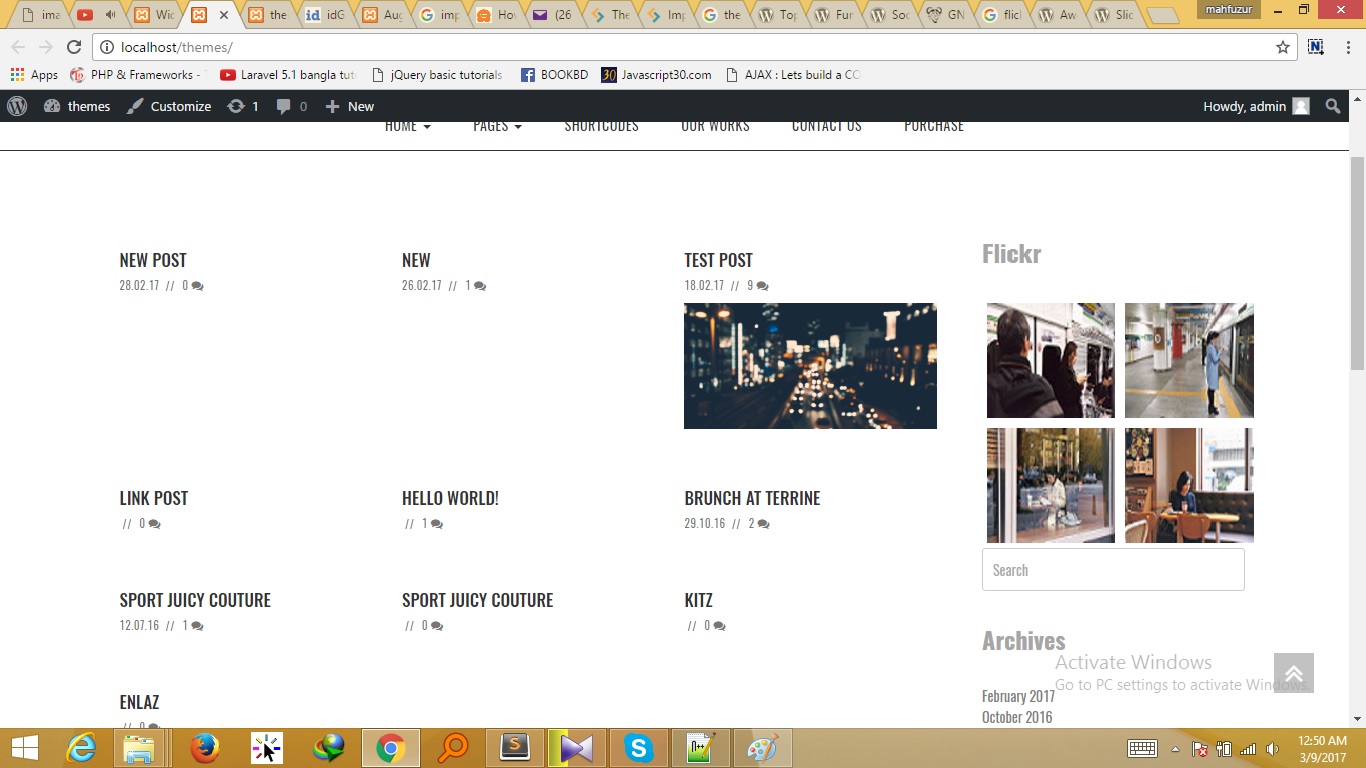 ima
Wid
the
idG
Aug
imp
Hov
(26
The
Imp
the
Top
Fur
Soc
GN
flic
Aw
Slic
mahfuzur
localhost/themes/
Apps
PHP & Frameworks -
Laravel 5.1 bangla tut
jQuery basic tutorials
BOOKBD
30 Javascript30.com
AJAX : Lets build a CO
themes
Customize
1
0
New
Howdy, admin
HOME
PAGES
SHORTCODES
OUR WORKS
CONTACT US
PURCHASE
NEW POST
28.02.17 // 0
NEW
26.02.17 // 1
TEST POST
18.02.17 // 9
LINK POST
// 0
HELLO WORLD!
// 1
BRUNCH AT TERRINE
29.10.16 // 2
SPORT JUICY COUTURE
12.07.16 // 1
SPORT JUICY COUTURE
// 0
KITZ
// 0
ENLAZ
// 0
Flickr
Search
Archives
February 2017
October 2016
Activate Windows
Go to PC settings to activate Windows.
12:50 AM
3/9/2017